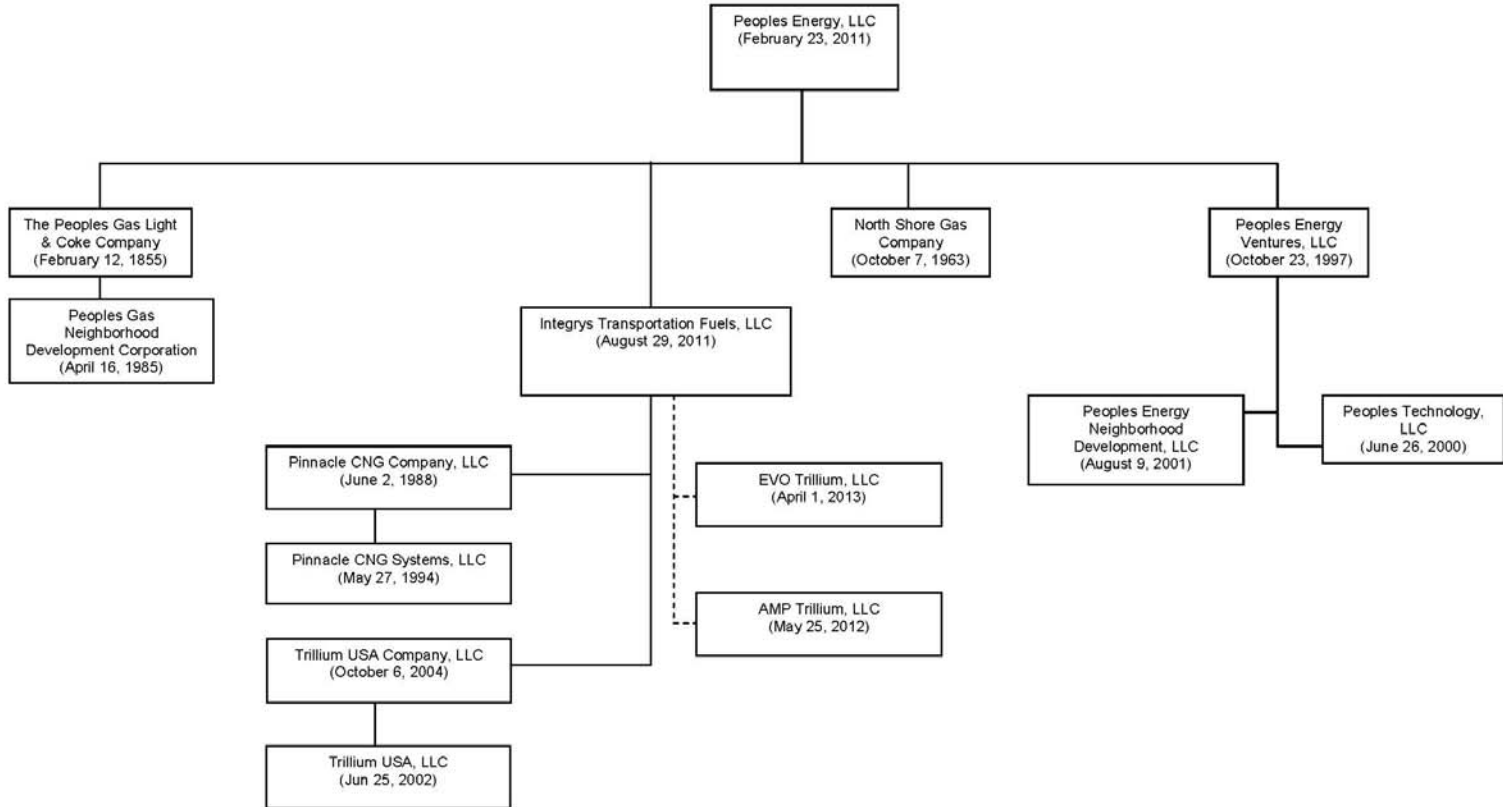 Peoples Energy, LLC
(February 23, 2011)
The Peoples Gas Light
& Coke Company
(February 12, 1855)
North Shore Gas
Company
(October 7, 1963)
Peoples Energy
Ventures, LLC
(October 23, 1997)
Peoples Gas
Neighborhood
Development Corporation
(April 16, 1985)
Integrys Transportation Fuels, LLC
(August 29, 2011)
Peoples Energy
Neighborhood
Development, LLC
(August 9, 2001)
Peoples Technology,
LLC
(June 26, 2000)
Pinnacle CNG Company, LLC
(June 2, 1988)
EVO Trillium, LLC
(April 1, 2013)
Pinnacle CNG Systems, LLC
(May 27, 1994)
AMP Trillium, LLC
(May 25, 2012)
Trillium USA Company, LLC
(October 6, 2004)
Trillium USA, LLC
(Jun 25, 2002)